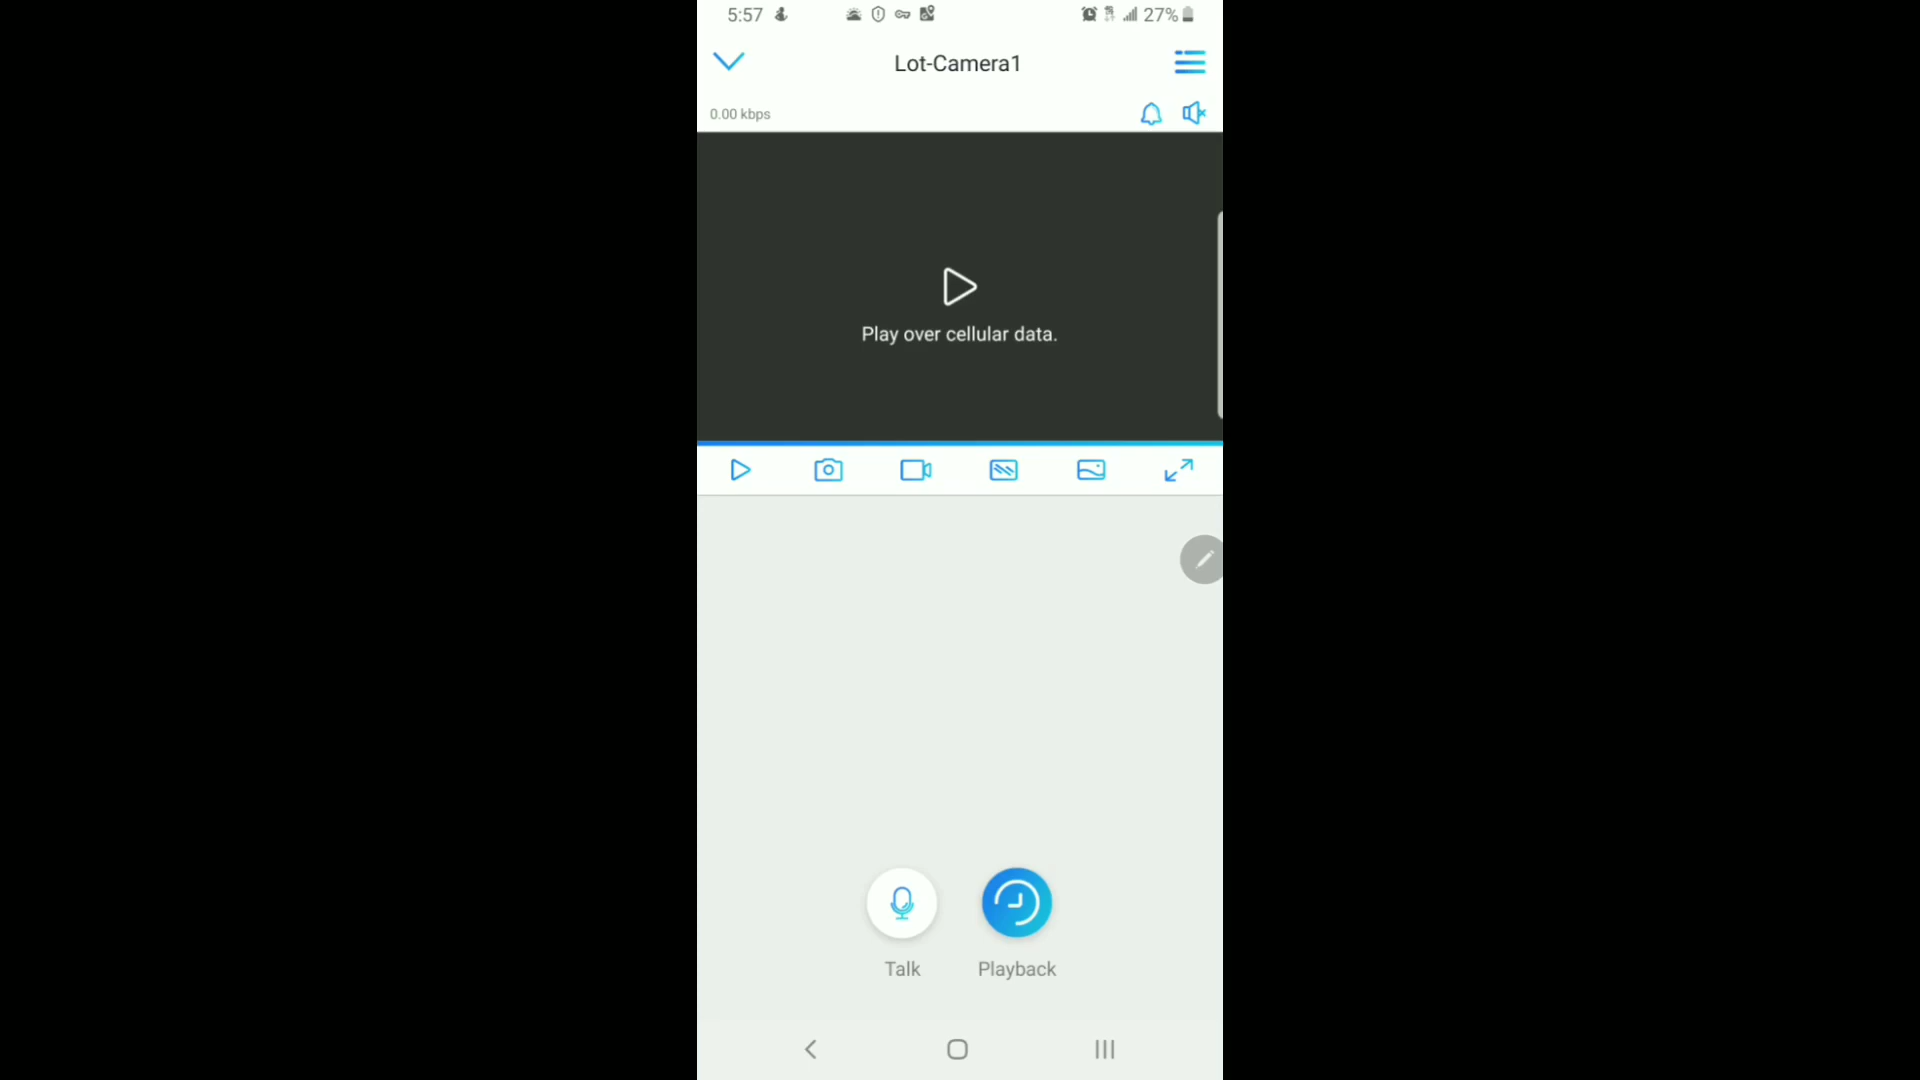 5:57
27%
Lot-Camera1
0.00 kbps
Play over cellular data.
Talk
Playback